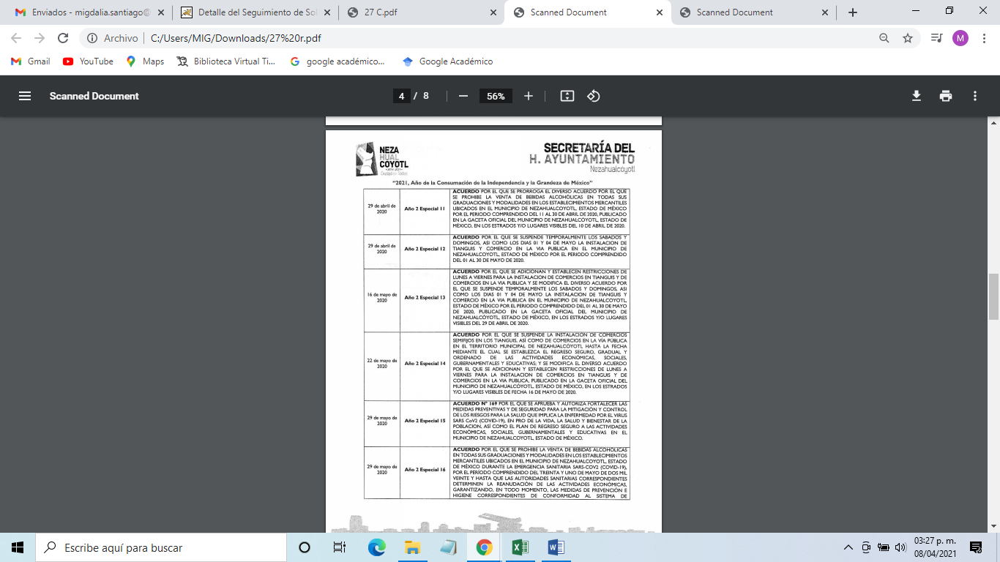 Enviados - migdalia.santiago@
Detalle del Seguimiento de Sol
27 C.pdf
Scanned Document
Scanned Document
Archivo
C:/Users/MIG/Downloads/27%20r.pdf
M
Gmail
YouTube
Maps
Biblioteca Virtual Ti...
google académico...
Google Académico
Scanned Document
4 / 8
56%
NEZA
HUAL
COYOTL
SECRETARÍA DEL
H. AYUNTAMIENTO
Nezahualcóyotl
"2021, Año de la Consumación de la Independencia y la Grandeza de México"
29 de abril de
2020
Año 2 Especial 11
ACUERDO POR EL QUE SE PRORROGA EL DIVERSO ACUERDO POR EL QUE
SE PROHIBE LA VENTA DE BEBIDAS ALCOHÓLICAS EN TODAS SUS
GRADUACIONES Y MODALIDADES EN LOS ESTABLECIMIENTOS MERCANTILES
UBICADOS EN EL MUNICIPIO DE NEZAHUALCOYOTL, ESTADO DE MÉXICO
POR EL PERIODO COMPRENDIDO DEL 11 AL 30 DE ABRIL DE 2020, PUBLICADO
EN LA GACETA OFICIAL DEL MUNICIPIO DE NEZAHUALCÓYOTL, ESTADO DE
MÉXICO, EN LOS ESTRADOS Y/O LUGARES VISIBLES DEL 10 DE ABRIL DE 2020.
29 de abril de
2020
Año 2 Especial 12
ACUERDO POR EL QUE SE SUSPENDE TEMPORALMENTE LOS SABADOS Y
DOMINGOS, ASI COMO LOS DIAS 01 Y 04 DE MAYO LA INSTALACION DE
TIANGUIS Y COMERCIO EN LA VIA PUBLICA EN EL MUNICIPIO DE
NEZAHUALCOYOTL, ESTADO DE MÉXICO POR EL PERIODO COMPRENDIDO
DEL 01 AL 30 DE MAYO DE 2020.
16 de mayo de
2020
Año 2 Especial 13
ACUERDO POR EL QUE SE ADICIONAN Y ESTABLECEN RESTRICCIONES DE
LUNES A VIERNES PARA LA INSTALACION DE COMERCIOS EN TIANGUIS Y DE
COMERCIOS EN LA VIA PUBLICA Y SE MODIFICA EL DIVERSO ACUERDO POR
EL QUE SE SUSPENDE TEMPORALMENTE LOS SABADOS Y DOMINGOS, ASI
COMO LOS DIAS 01 Y 04 DE MAYO LA INSTALACION DE TIANGUIS Y
COMERCIO EN LA VIA PUBLICA EN EL MUNICIPIO DE NEZAHUALCOYOTL,
ESTADO DE MÉXICO POR EL PERIODO COMPRENDIDO DEL 01 AL 30 DE MAYO
DE 2020, PUBLICADO EN LA GACETA OFICIAL DEL MUNICIPIO DE
NEZAHUALCÓYOTL, ESTADO DE MÉXICO, EN LOS ESTRADOS Y/O LUGARES
VISIBLES DEL 29 DE ABRIL DE 2020.
22 de mayo de
2020
Año 2 Especial 14
ACUERDO POR EL QUE SE SUSPENDE LA INSTALACION DE COMERCIOS
SEMIFIJOS EN LOS TIANGUIS, ASÍ COMO DE COMERCIOS EN LA VÍA PÚBLICA
EN EL TERRITORIO MUNICIPAL DE NEZAHUALCOYOTL HASTA LA FECHA
MEDIANTE EL CUAL SE ESTABLEZCA EL REGRESO SEGURO, GRADUAL Y
ORDENADO DE LAS ACTIVIDADES ECONÓMICAS, SOCIALES,
GUBERNAMENTALES Y EDUCATIVAS; Y SE MODIFICA EL DIVERSO ACUERDO
POR EL QUE SE ADICIONAN Y ESTABLECEN RESTRICCIONES DE LUNES A
VIERNES PARA LA INSTALACION DE COMERCIOS EN TIANGUIS Y DE
COMERCIOS EN LA VIA PUBLICA, PUBLICADO EN LA GACETA OFICIAL DEL
MUNICIPIO DE NEZAHUALCÓYOTL, ESTADO DE MÉXICO, EN LOS ESTRADOS
Y/O LUGARES VISIBLES DE FECHA 16 DE MAYO DE 2020.
29 de mayo de
2020
Año 2 Especial 15
ACUERDO N° 169 POR EL QUE SE APRUEBA Y AUTORIZA FORTALECER LAS
MEDIDAS PREVENTIVAS Y DE SEGURIDAD PARA LA MITIGACIÓN Y CONTROL
DE LOS RIESGOS PARA LA SALUD QUE IMPLICA LA ENFERMEDAD POR EL VIRUS
SARS CoV2 (COVID-19), EN PRO DE LA VIDA, LA SALUD Y BIENESTAR DE LA
POBLACION, ASÍ COMO EL PLAN DE REGRESO SEGURO A LAS ACTIVIDADES
ECONÓMICAS, SOCIALES, GUBERNAMENTALES Y EDUCATIVAS EN EL
MUNICIPIO DE NEZAHUALCOYOTL, ESTADO DE MÉXICO.
29 de mayo de
2020
Año 2 Especial 16
ACUERDO POR EL QUE SE PROHIBE LA VENTA DE BEBIDAS ALCOHOLICAS
EN TODAS SUS GRADUACIONES Y MODALIDADES EN LOS ESTABLECIMIENTOS
MERCANTILES UBICADOS EN EL MUNICIPIO DE NEZAHUALCOYOTL, ESTADO
DE MÉXICO DURANTE LA EMERGENCIA SANITARIA SARS-COV2 (COVID-19),
POR EL PERÍODO COMPRENDIDO DEL TREINTA Y UNO DE MAYO DE DOS MIL
VEINTE Y HASTA QUE LAS AUTORIDADES SANITARIAS CORRESPONDIENTES
DETERMINEN LA REANUDACIÓN DE LAS ACTIVIDADES ECONÓMICAS,
GARANTIZANDO, EN TODO MOMENTO, LAS MEDIDAS DE PREVENCIÓN E
HIGIENE CORRESPONDIENTES DE CONFORMIDAD AL SISTEMA DE
Escribe aquí para buscar
03:27 p. m.
08/04/2021